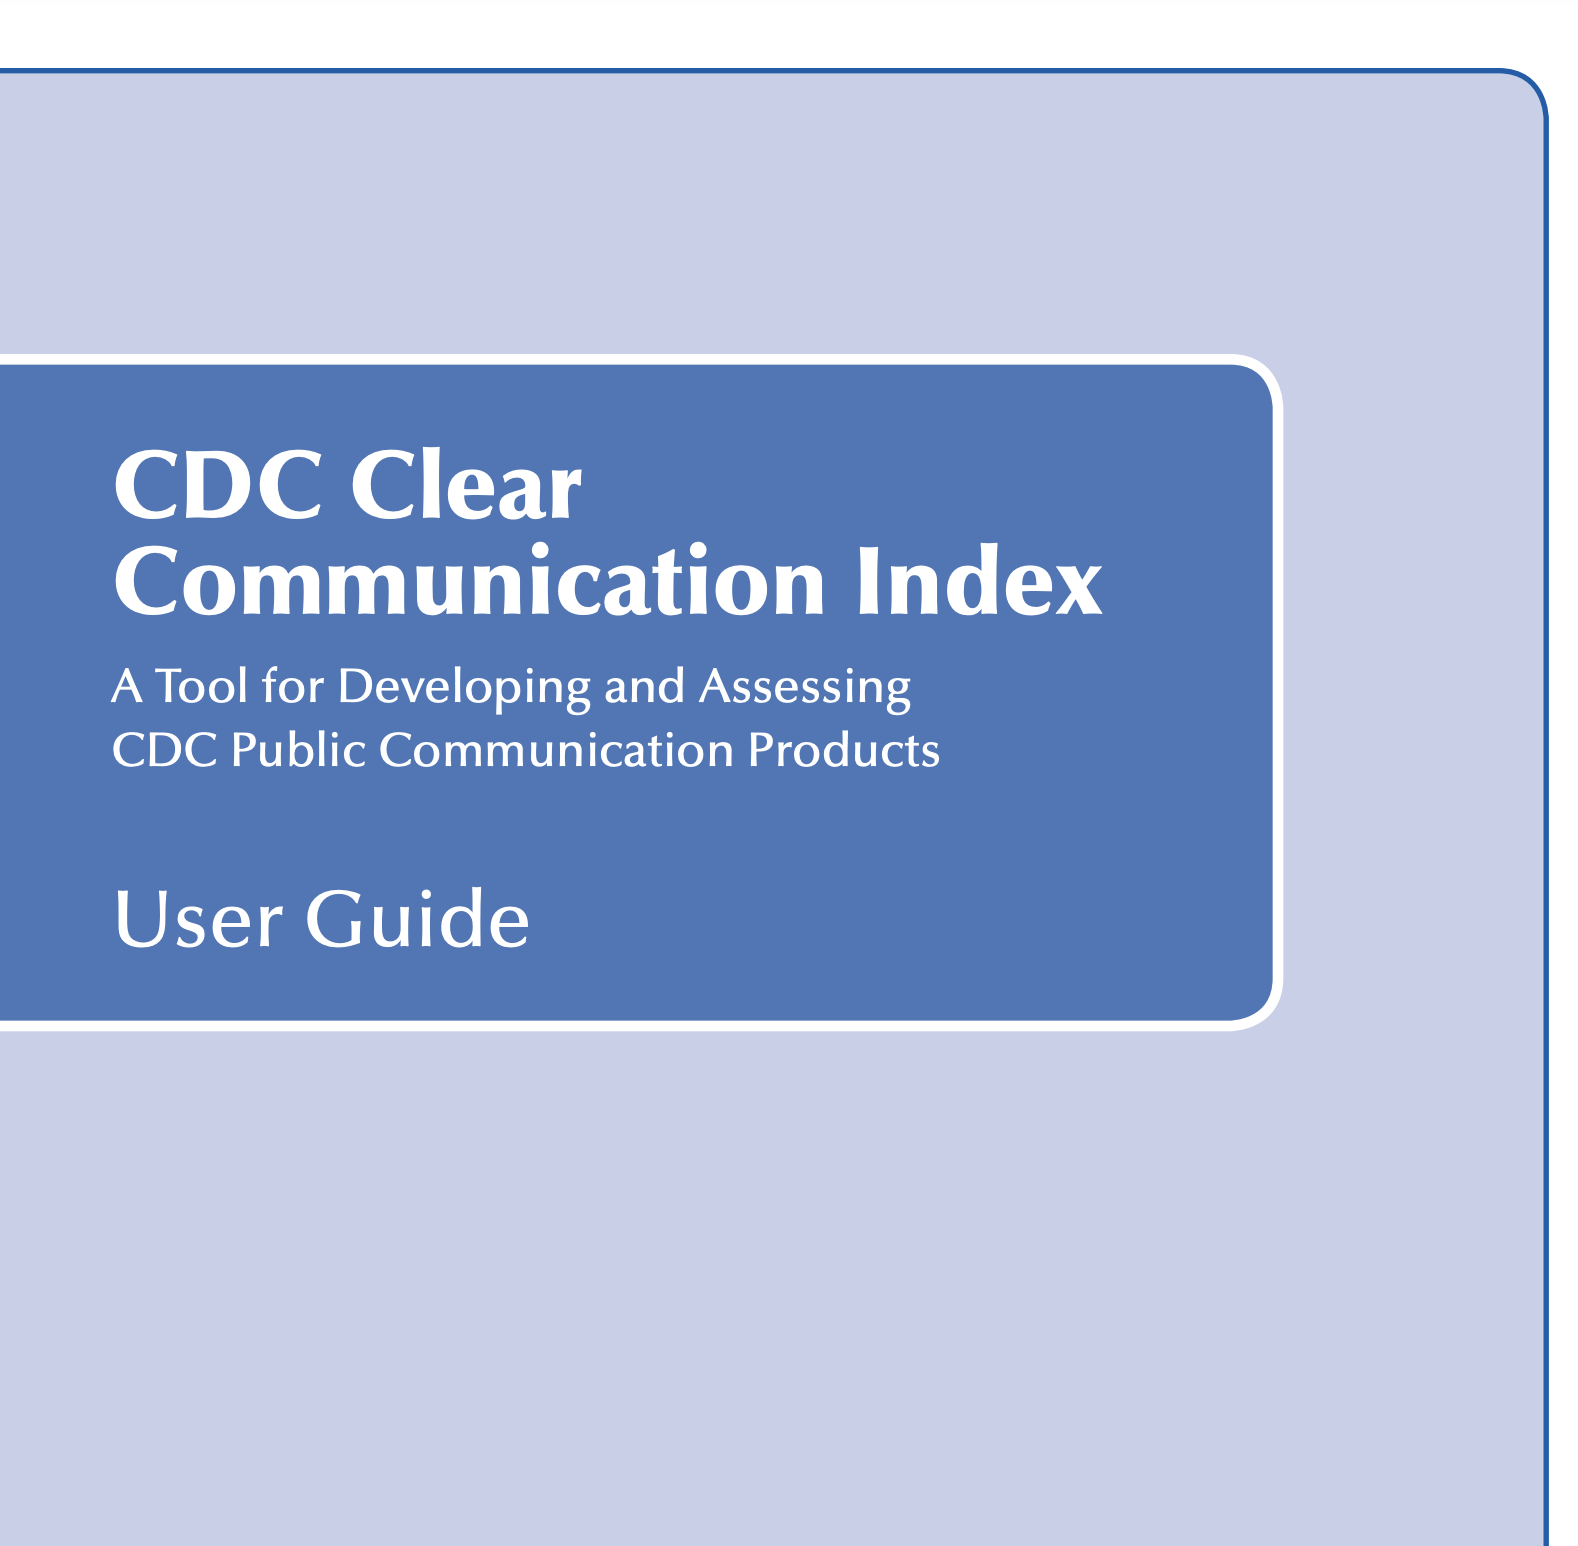 CDC Clear
Communication Index
A Tool for Developing and Assessing
CDC Public Communication Products
User Guide